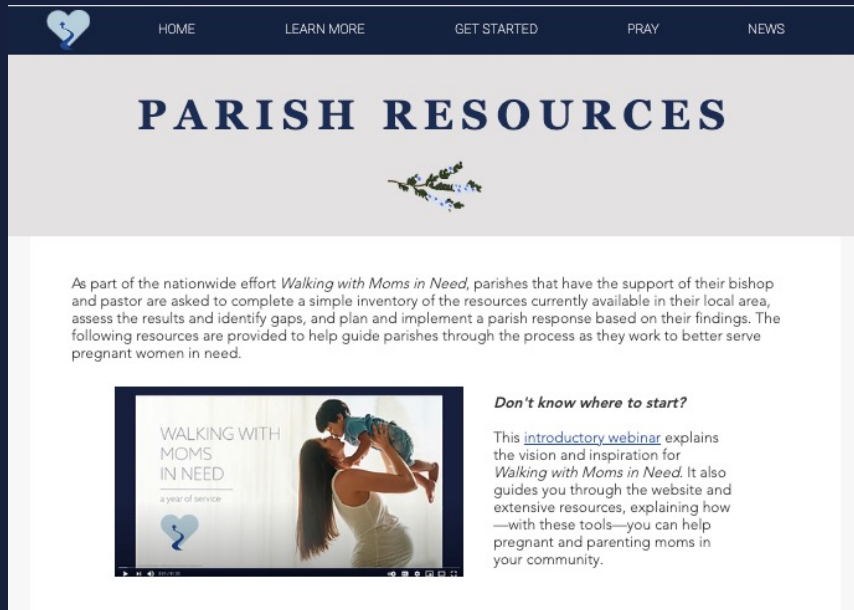 HOME LEARN MORE GET STARTED PRAY NEWS
PARISH RESOURCES
As part of the nationwide effort Walking with Moms in Need, parishes that have the support of their bishop
and pastor are asked to complete a simple inventory of the resources currently available in their local area,
assess the results and identify gaps, and plan and implement a parish response based on their findings. The
following resources are provided to help guide parishes through the process as they work to better serve
pregnant women in need.
WALKING WITH
MOMS
IN NEED
a year of service
Don't know where to start?
This introductory webinar explains
the vision and inspiration for
Walking with Moms in Need. It also
guides you through the website and
extensive resources, explaining how
—with these tools—you can help
pregnant and parenting moms in
your community.